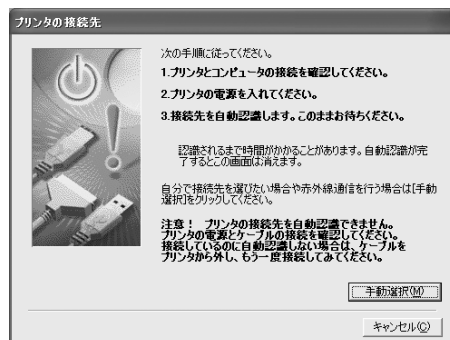 プリンタの接続先
次の手順に従ってください。
1.プリンタとコンピュータの接続を確認してください。
2.プリンタの電源を入れてください。
3.接続先を自動認識します。このままお待ちください。
認識されるまで時間がかかることがあります。自動認識が完
了するとこの画面は消えます。
自分で接続先を選びたい場合や赤外線通信を行う場合は[手動
選択]をクリックしてください。
注意！ プリンタの接続先を自動認識できません。
プリンタの電源とケーブルの接続を確認してください。
接続しているのに自動認識しない場合は、ケーブルを
プリンタから外し、もう一度接続してみてください。
手動選択(M)
キャンセル(C)